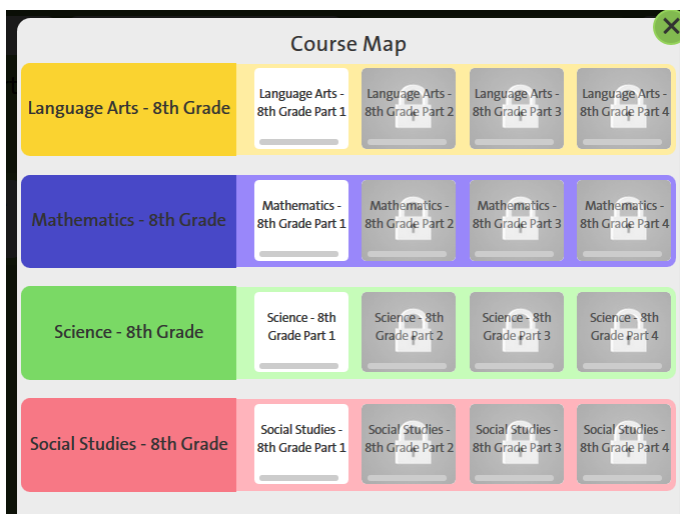 Course Map
Language Arts - 8th Grade
Language Arts -
8th Grade Part 1
Language Arts -
8th Grade Part 2
Language Arts -
8th Grade Part 3
Language Arts -
8th Grade Part 4
Mathematics - 8th Grade
Mathematics -
8th Grade Part 1
Mathematics -
8th Grade Part 2
Mathematics -
8th Grade Part 3
Mathematics -
8th Grade Part 4
Science - 8th Grade
Science - 8th
Grade Part 1
Science - 8th
Grade Part 2
Science - 8th
Grade Part 3
Science - 8th
Grade Part 4
Social Studies - 8th Grade
Social Studies -
8th Grade Part 1
Social Studies -
8th Grade Part 2
Social Studies -
8th Grade Part 3
Social Studies -
8th Grade Part 4